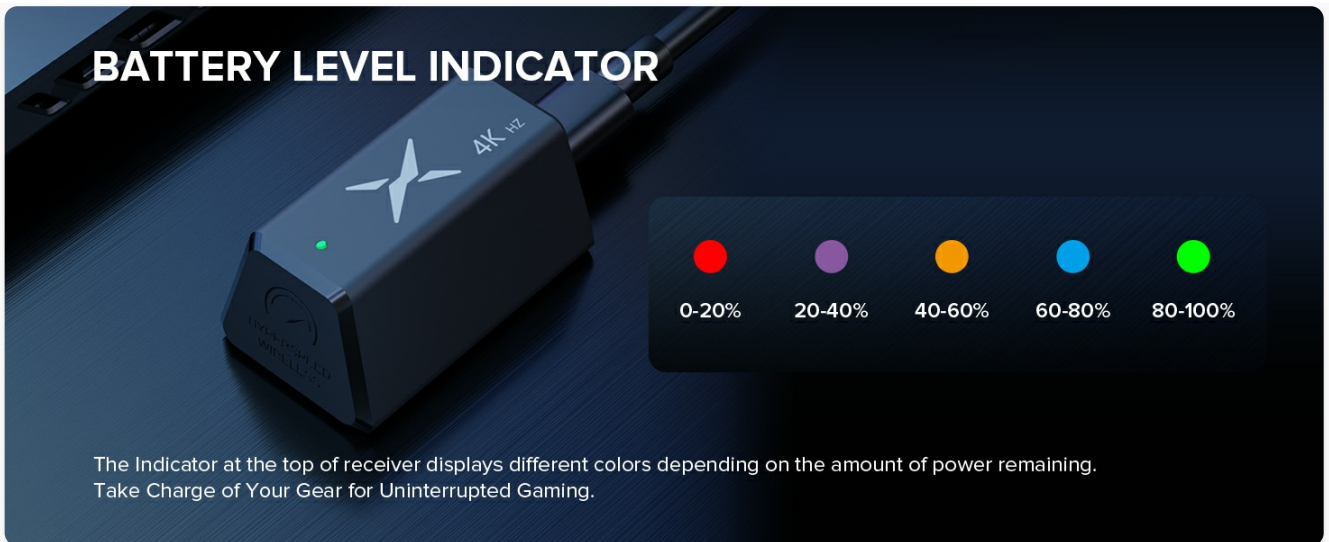 BATTERY LEVEL INDICATOR
4K HZ
HYPERSPEED
WIRELESS
0-20% 20-40% 40-60% 60-80% 80-100%
The Indicator at the top of receiver displays different colors depending on the amount of power remaining.
Take Charge of Your Gear for Uninterrupted Gaming.